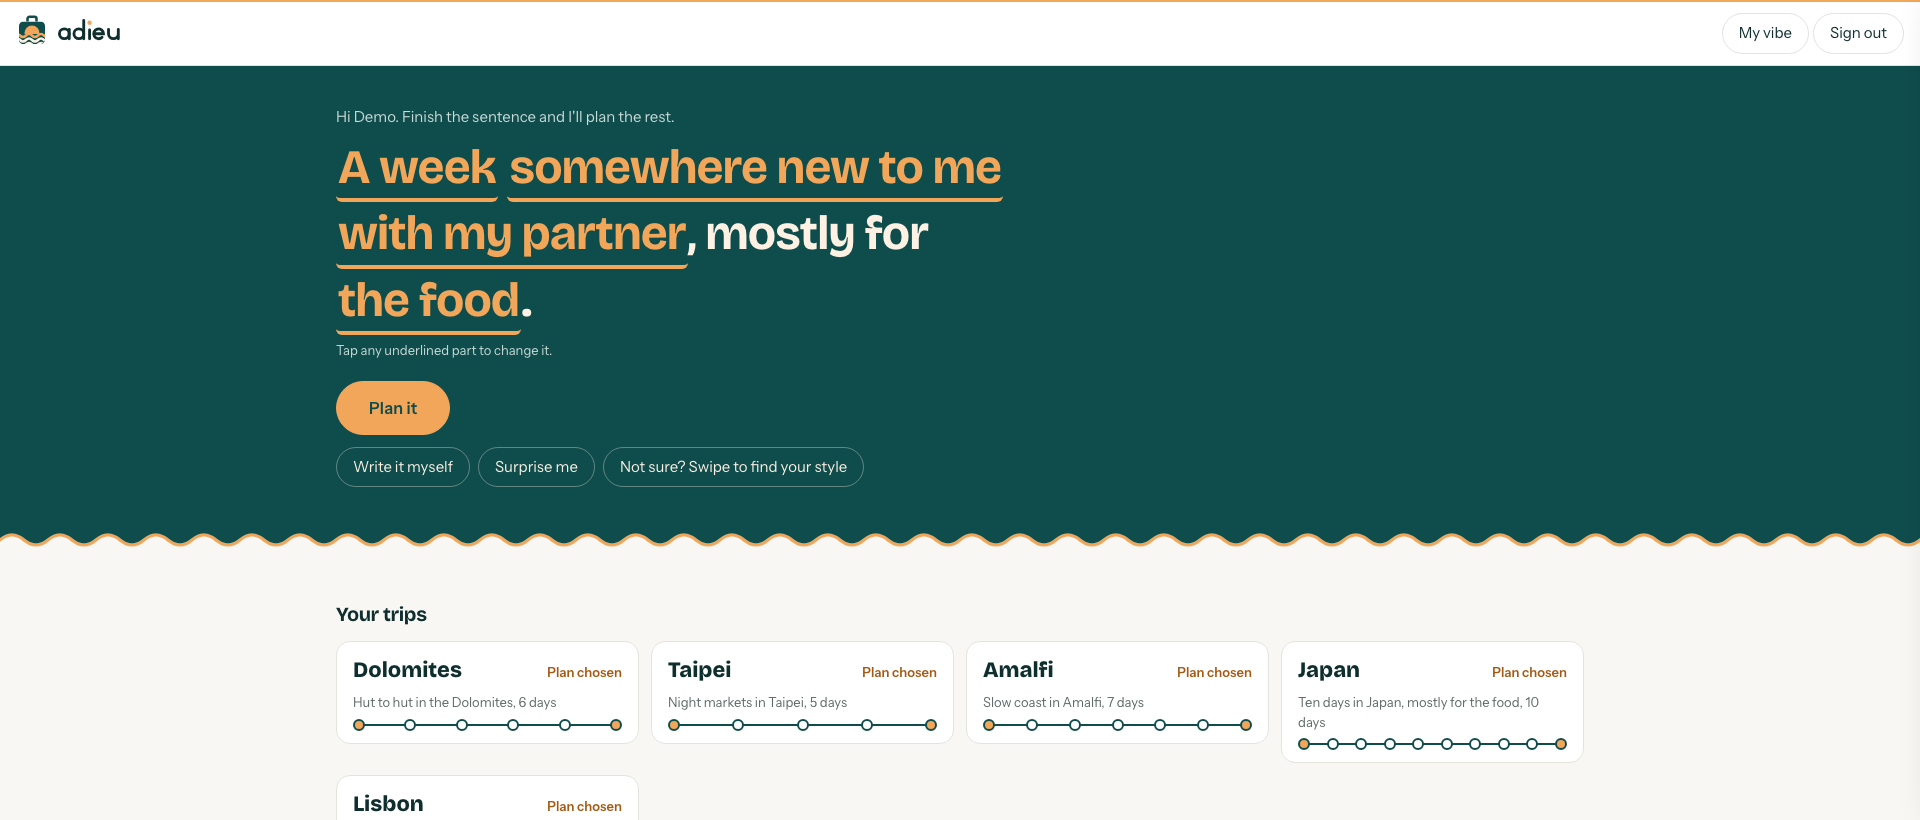 adieu
My vibe
Sign out
Hi Demo. Finish the sentence and I'll plan the rest.
A week somewhere new to me
with my partner, mostly for
the food.
Tap any underlined part to change it.
Plan it
Write it myself
Surprise me
Not sure? Swipe to find your style
Your trips
Dolomites
Plan chosen
Hut to hut in the Dolomites, 6 days
Taipei
Plan chosen
Night markets in Taipei, 5 days
Amalfi
Plan chosen
Slow coast in Amalfi, 7 days
Japan
Plan chosen
Ten days in Japan, mostly for the food, 10
days
Lisbon
Plan chosen